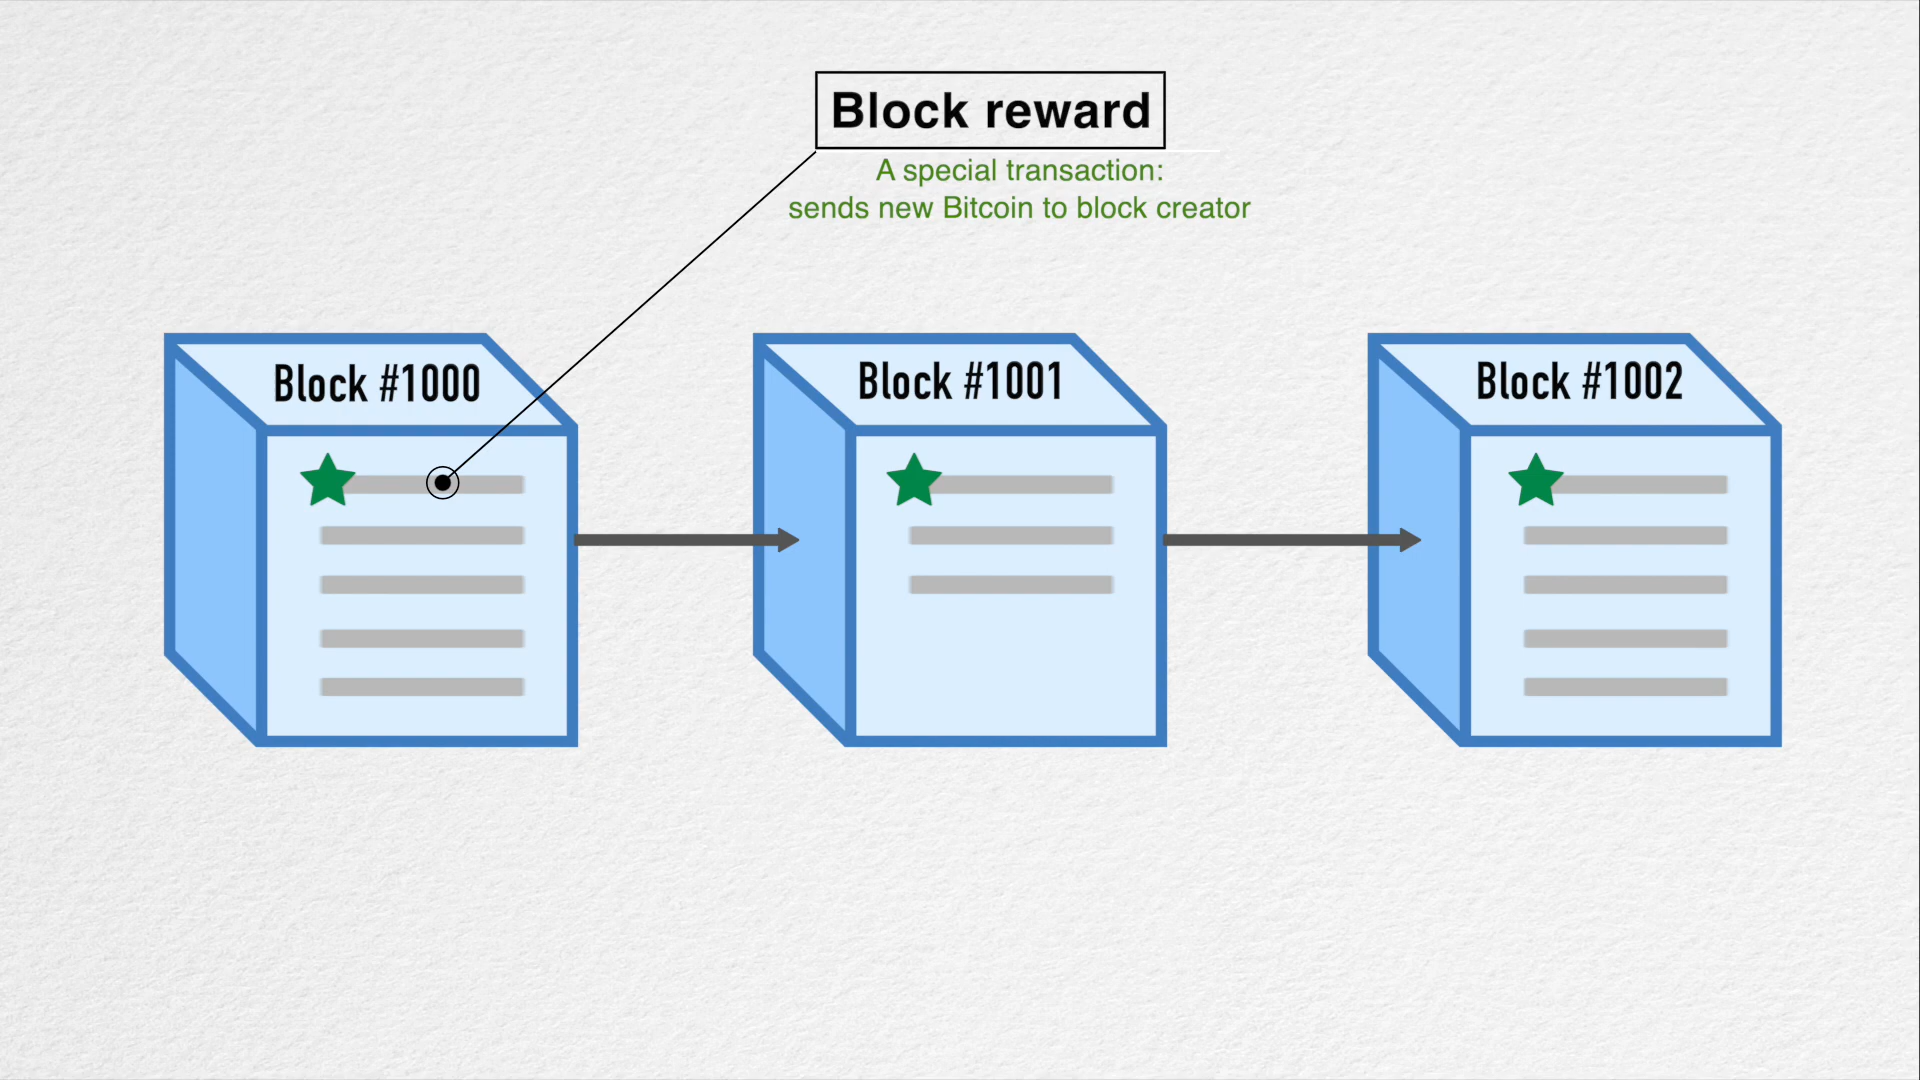 Block reward
A special transaction:
sends new Bitcoin to block creator
Block #1000
Block #1001
Block #1002